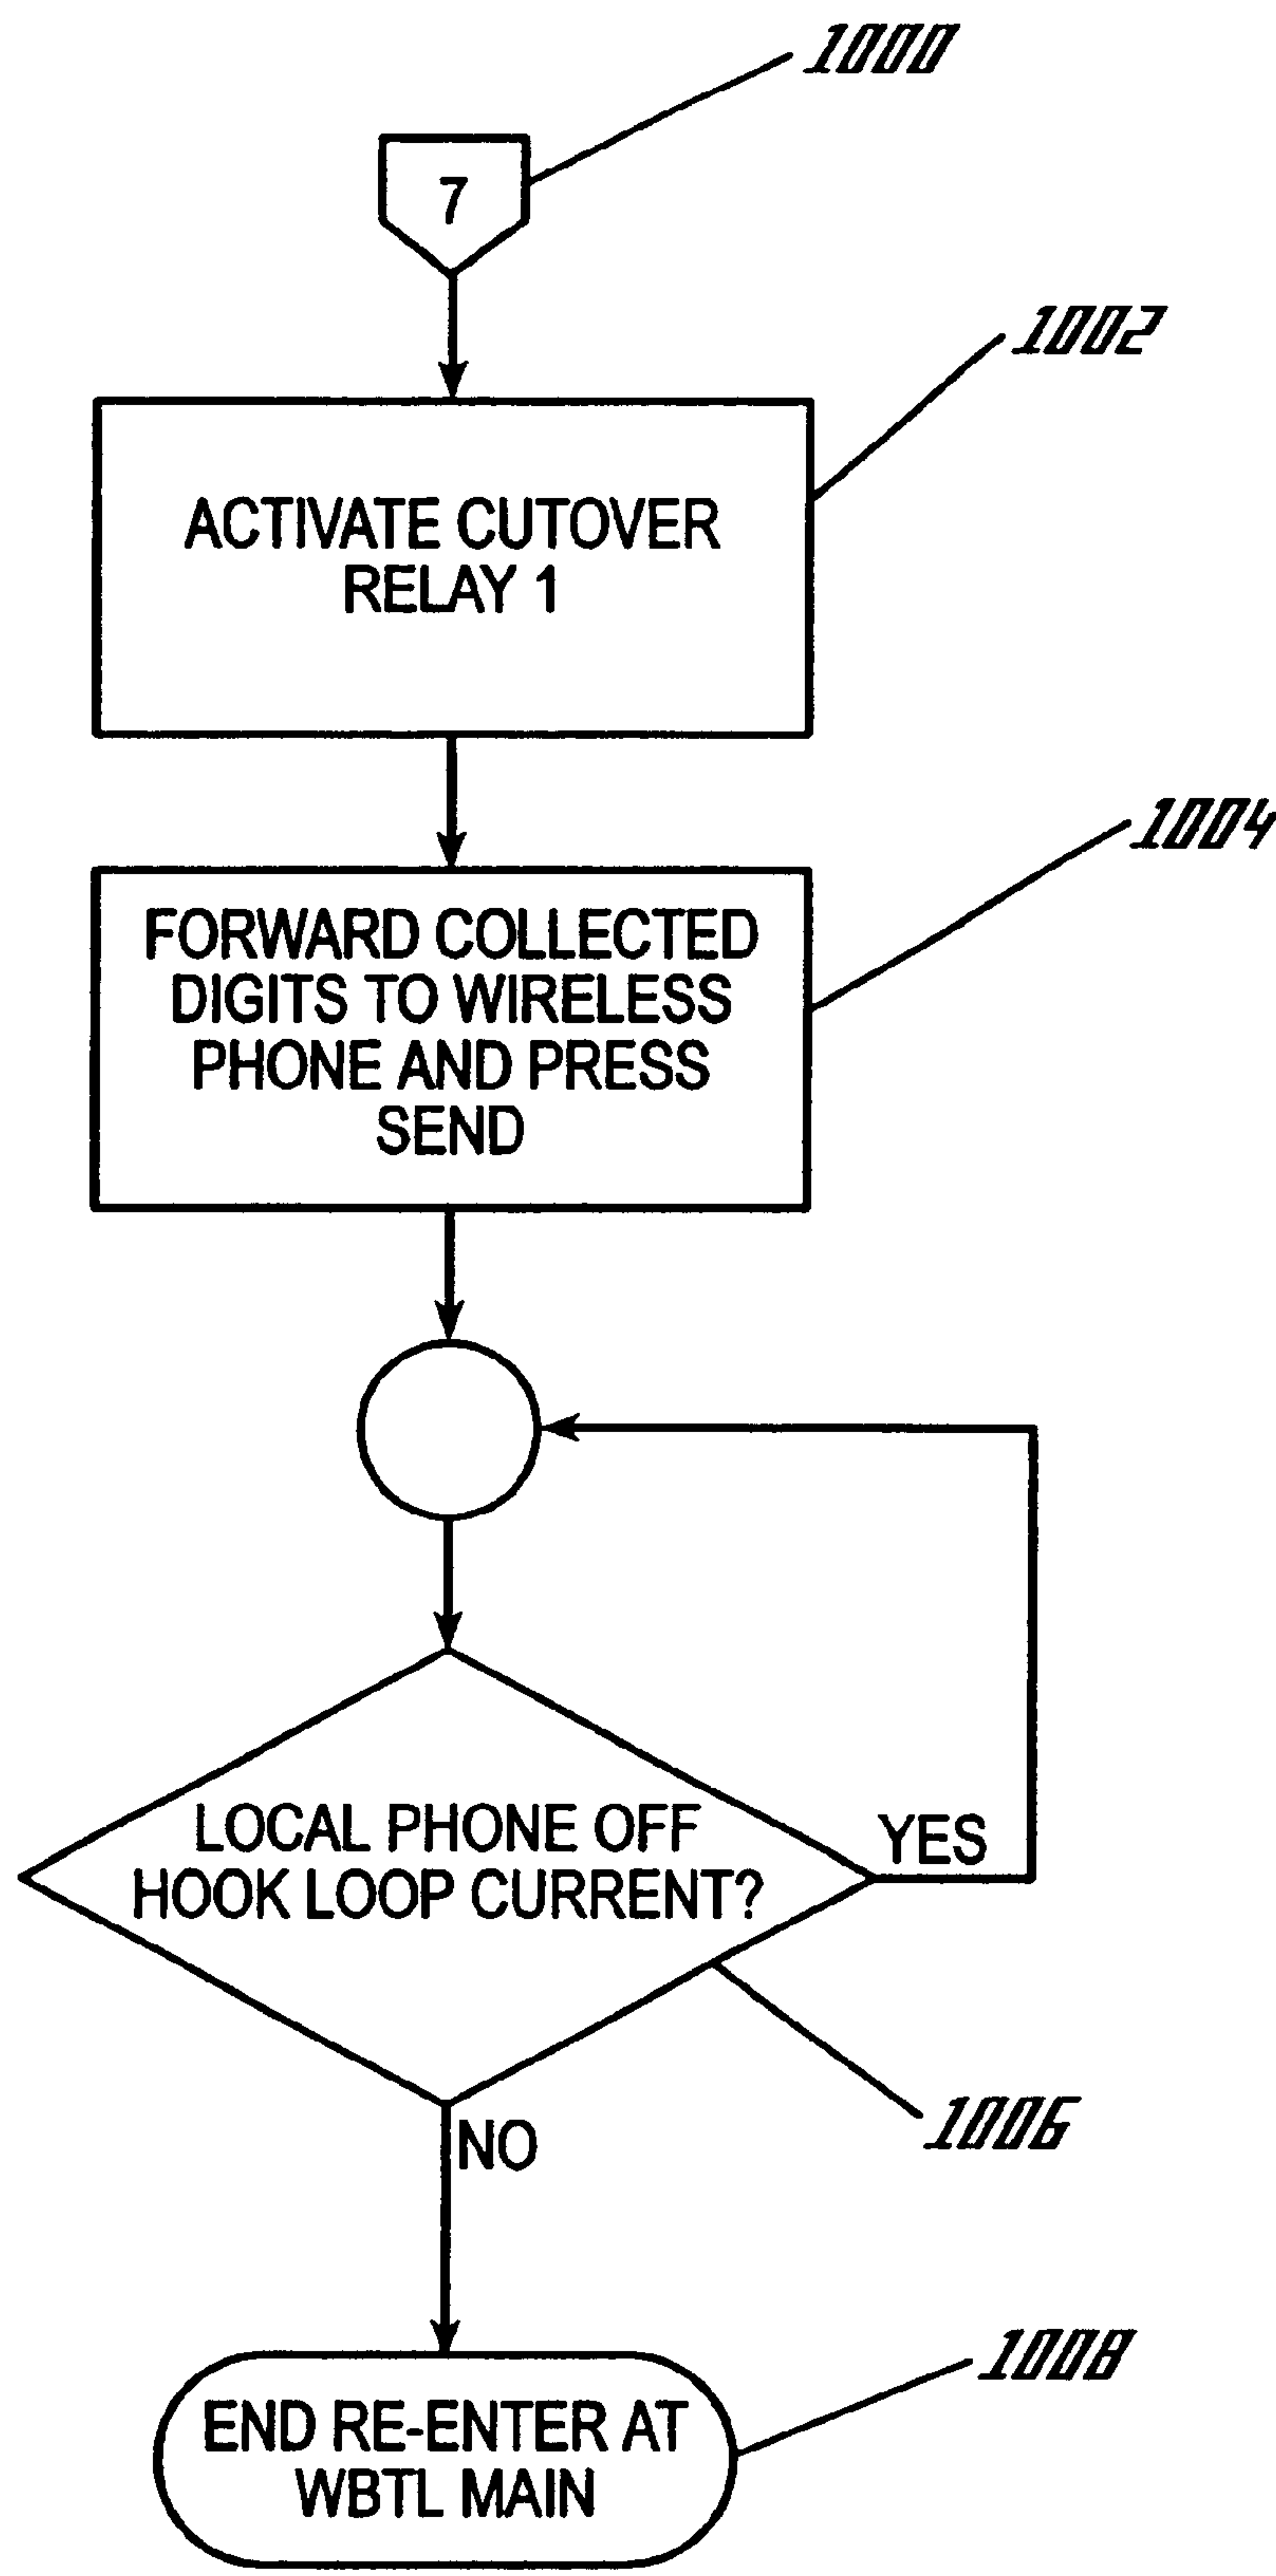 1000
7
1002
ACTIVATE CUTOVER
RELAY 1
1004
FORWARD COLLECTED
DIGITS TO WIRELESS
PHONE AND PRESS
SEND
LOCAL PHONE OFF
HOOK LOOP CURRENT?
YES
1006
NO
1008
END RE-ENTER AT
WBTL MAIN